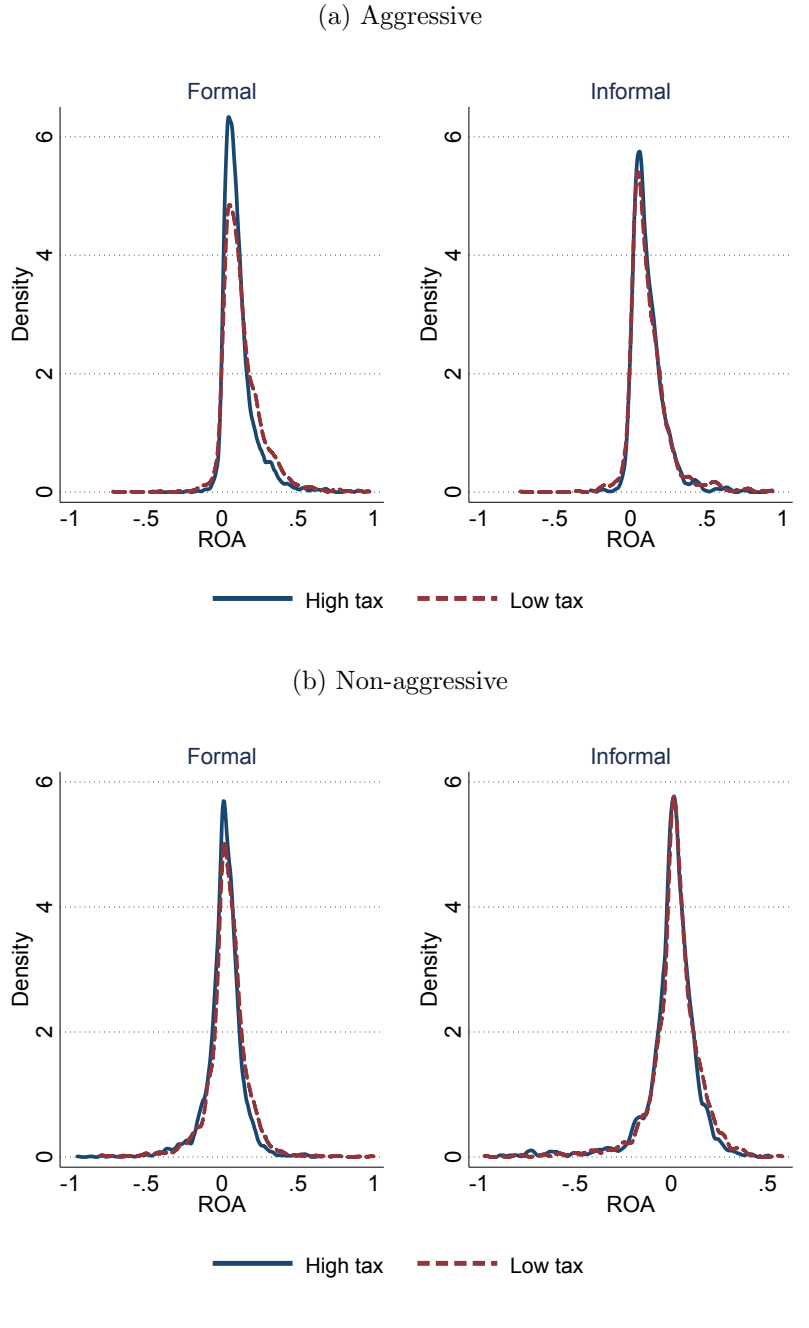 (a) Aggressive
Formal
Density
6
4
2
0
-1 -.5 0 .5 1
ROA
Informal
Density
6
4
2
0
-1 -.5 0 .5 1
ROA
High tax Low tax
(b) Non-aggressive
Formal
Density
6
4
2
0
-1 -.5 0 .5 1
ROA
Informal
Density
6
4
2
0
-1 -.5 0 .5
ROA
High tax Low tax